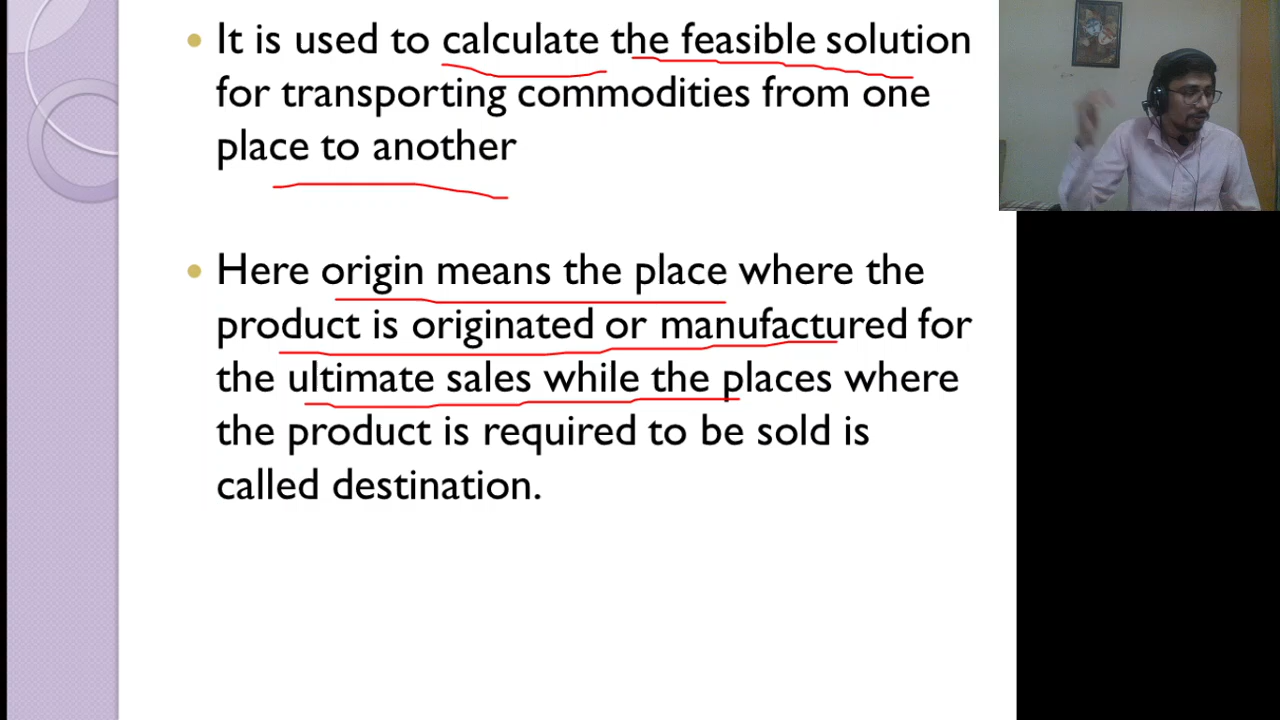 It is used to calculate the feasible solution
for transporting commodities from one
place to another
Here origin means the place where the
product is originated or manufactured for
the ultimate sales while the places where
the product is required to be sold is
called destination.